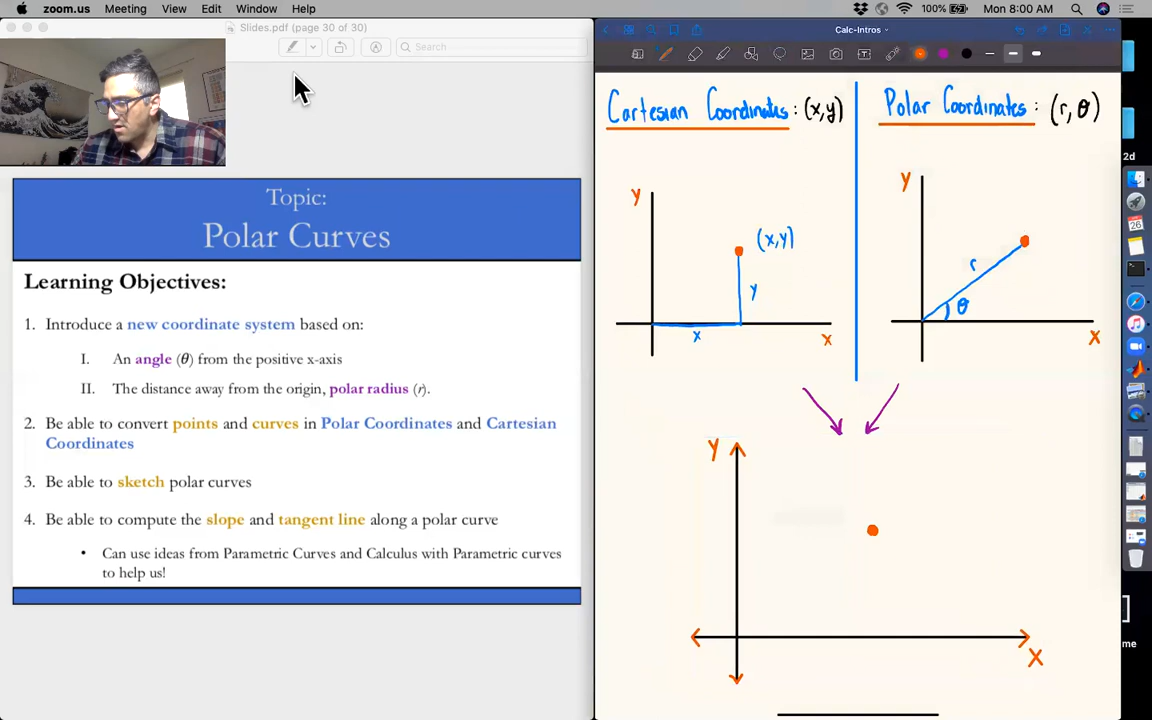 zoom.us Meeting View Edit Window Help 100% Mon 8:00 AM
Slides.pdf (page 30 of 30)
Search
Topic:
Polar Curves
Learning Objectives:
1. Introduce a new coordinate system based on:
I. An angle (θ) from the positive x-axis
II. The distance away from the origin, polar radius (r).
2. Be able to convert points and curves in Polar Coordinates and Cartesian
Coordinates
3. Be able to sketch polar curves
4. Be able to compute the slope and tangent line along a polar curve
• Can use ideas from Parametric Curves and Calculus with Parametric curves
to help us!
Calc-Intros
Cartesian Coordinates : (x,y)
y
(x,y)
y
x
x
Polar Coordinates : (r, θ)
y
r
θ
x
y
x
2d
26
me